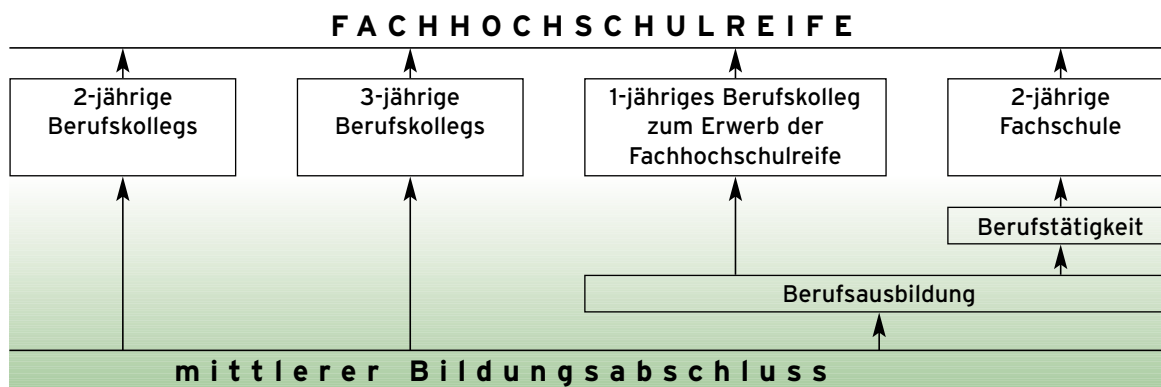 FACHHOCHSCHULREIFE
2-jährige
Berufskollegs
3-jährige
Berufskollegs
1-jähriges Berufskolleg
zum Erwerb der
Fachhochschulreife
2-jährige
Fachschule
Berufstätigkeit
Berufsausbildung
mittlerer Bildungsabschluss